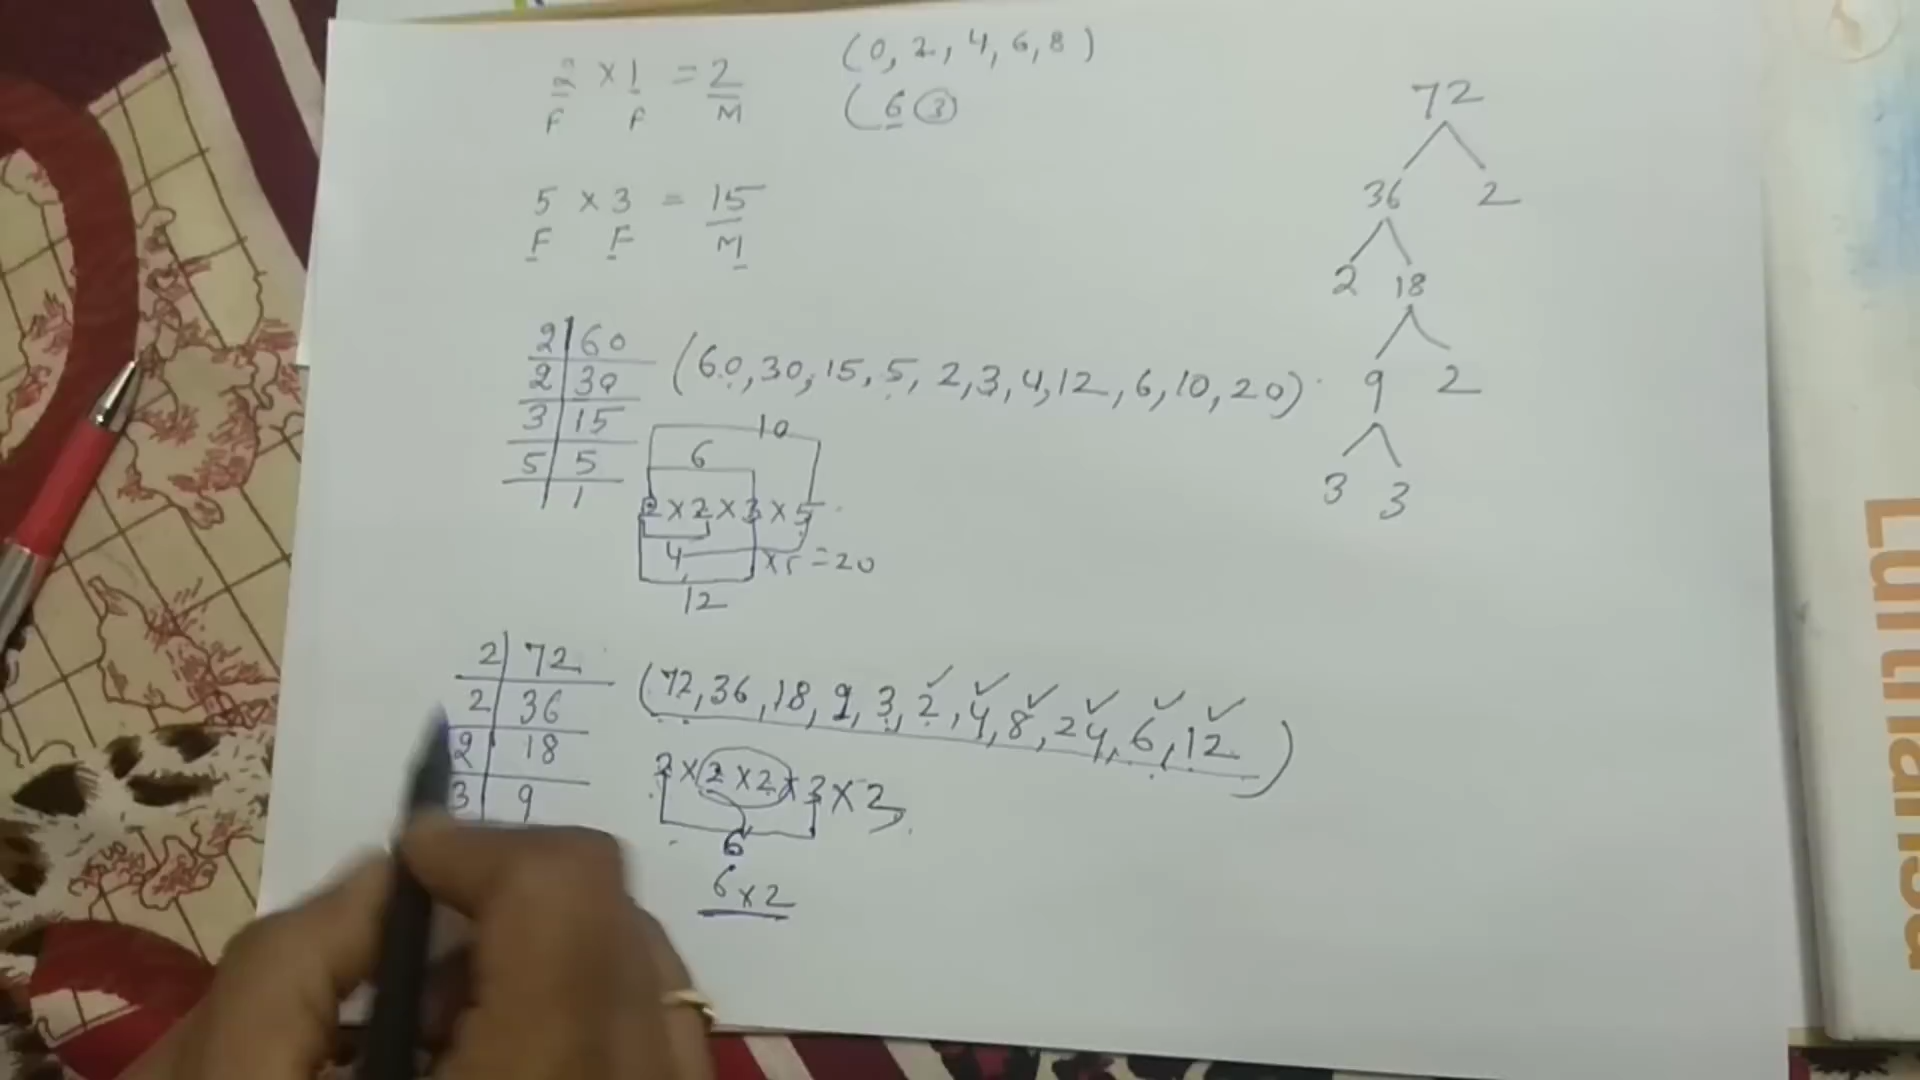 2 x 1 = 2
F F M
(0, 2, 4, 6, 8)
(6 3
5 x 3 = 15
F F M
2 | 60
2 | 30
3 | 15
5 | 5
1
(60, 30, 15, 5, 2, 3, 4, 12, 6, 10, 20)
10
6
2 x 2 x 3 x 5
4 x 5 = 20
12
2 | 72
2 | 36
2 | 18
3 | 9
(72, 36, 18, 9, 3, 2, 4, 8, 24, 6, 12)
2 x 2 x 2 x 3 x 3
6
6 x 2
72
36 2
2 18
9 2
3 3